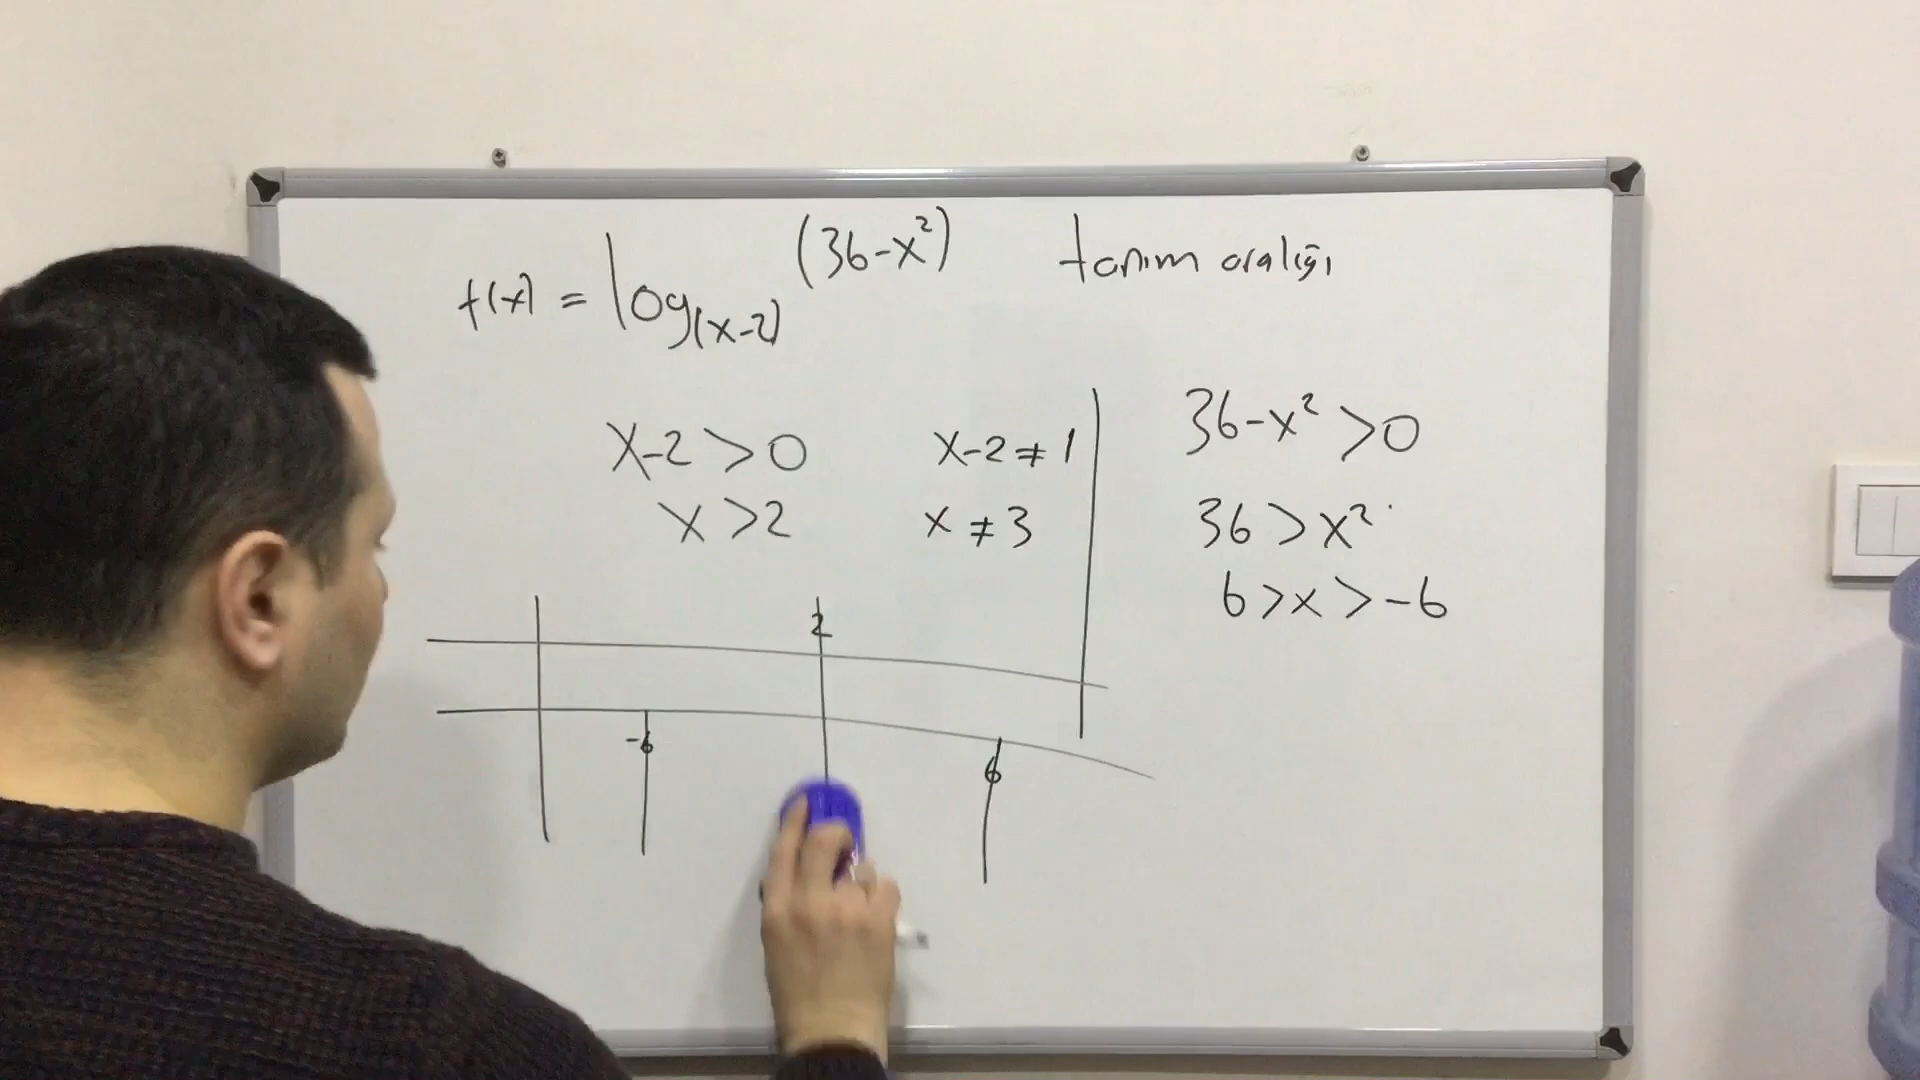 f(x) = log(x-2) (36-x²) tanım aralığı
x-2>0 x-2≠1 36-x²>0
x>2 x≠3 36>x²
6>x>-6
2
-6 6